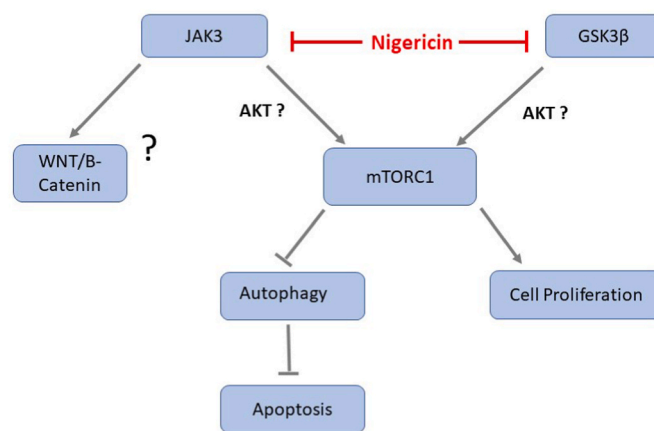 JAK3
Nigericin
GSK3β
AKT ?
AKT ?
WNT/B-
Catenin
?
mTORC1
Autophagy
Cell Proliferation
Apoptosis